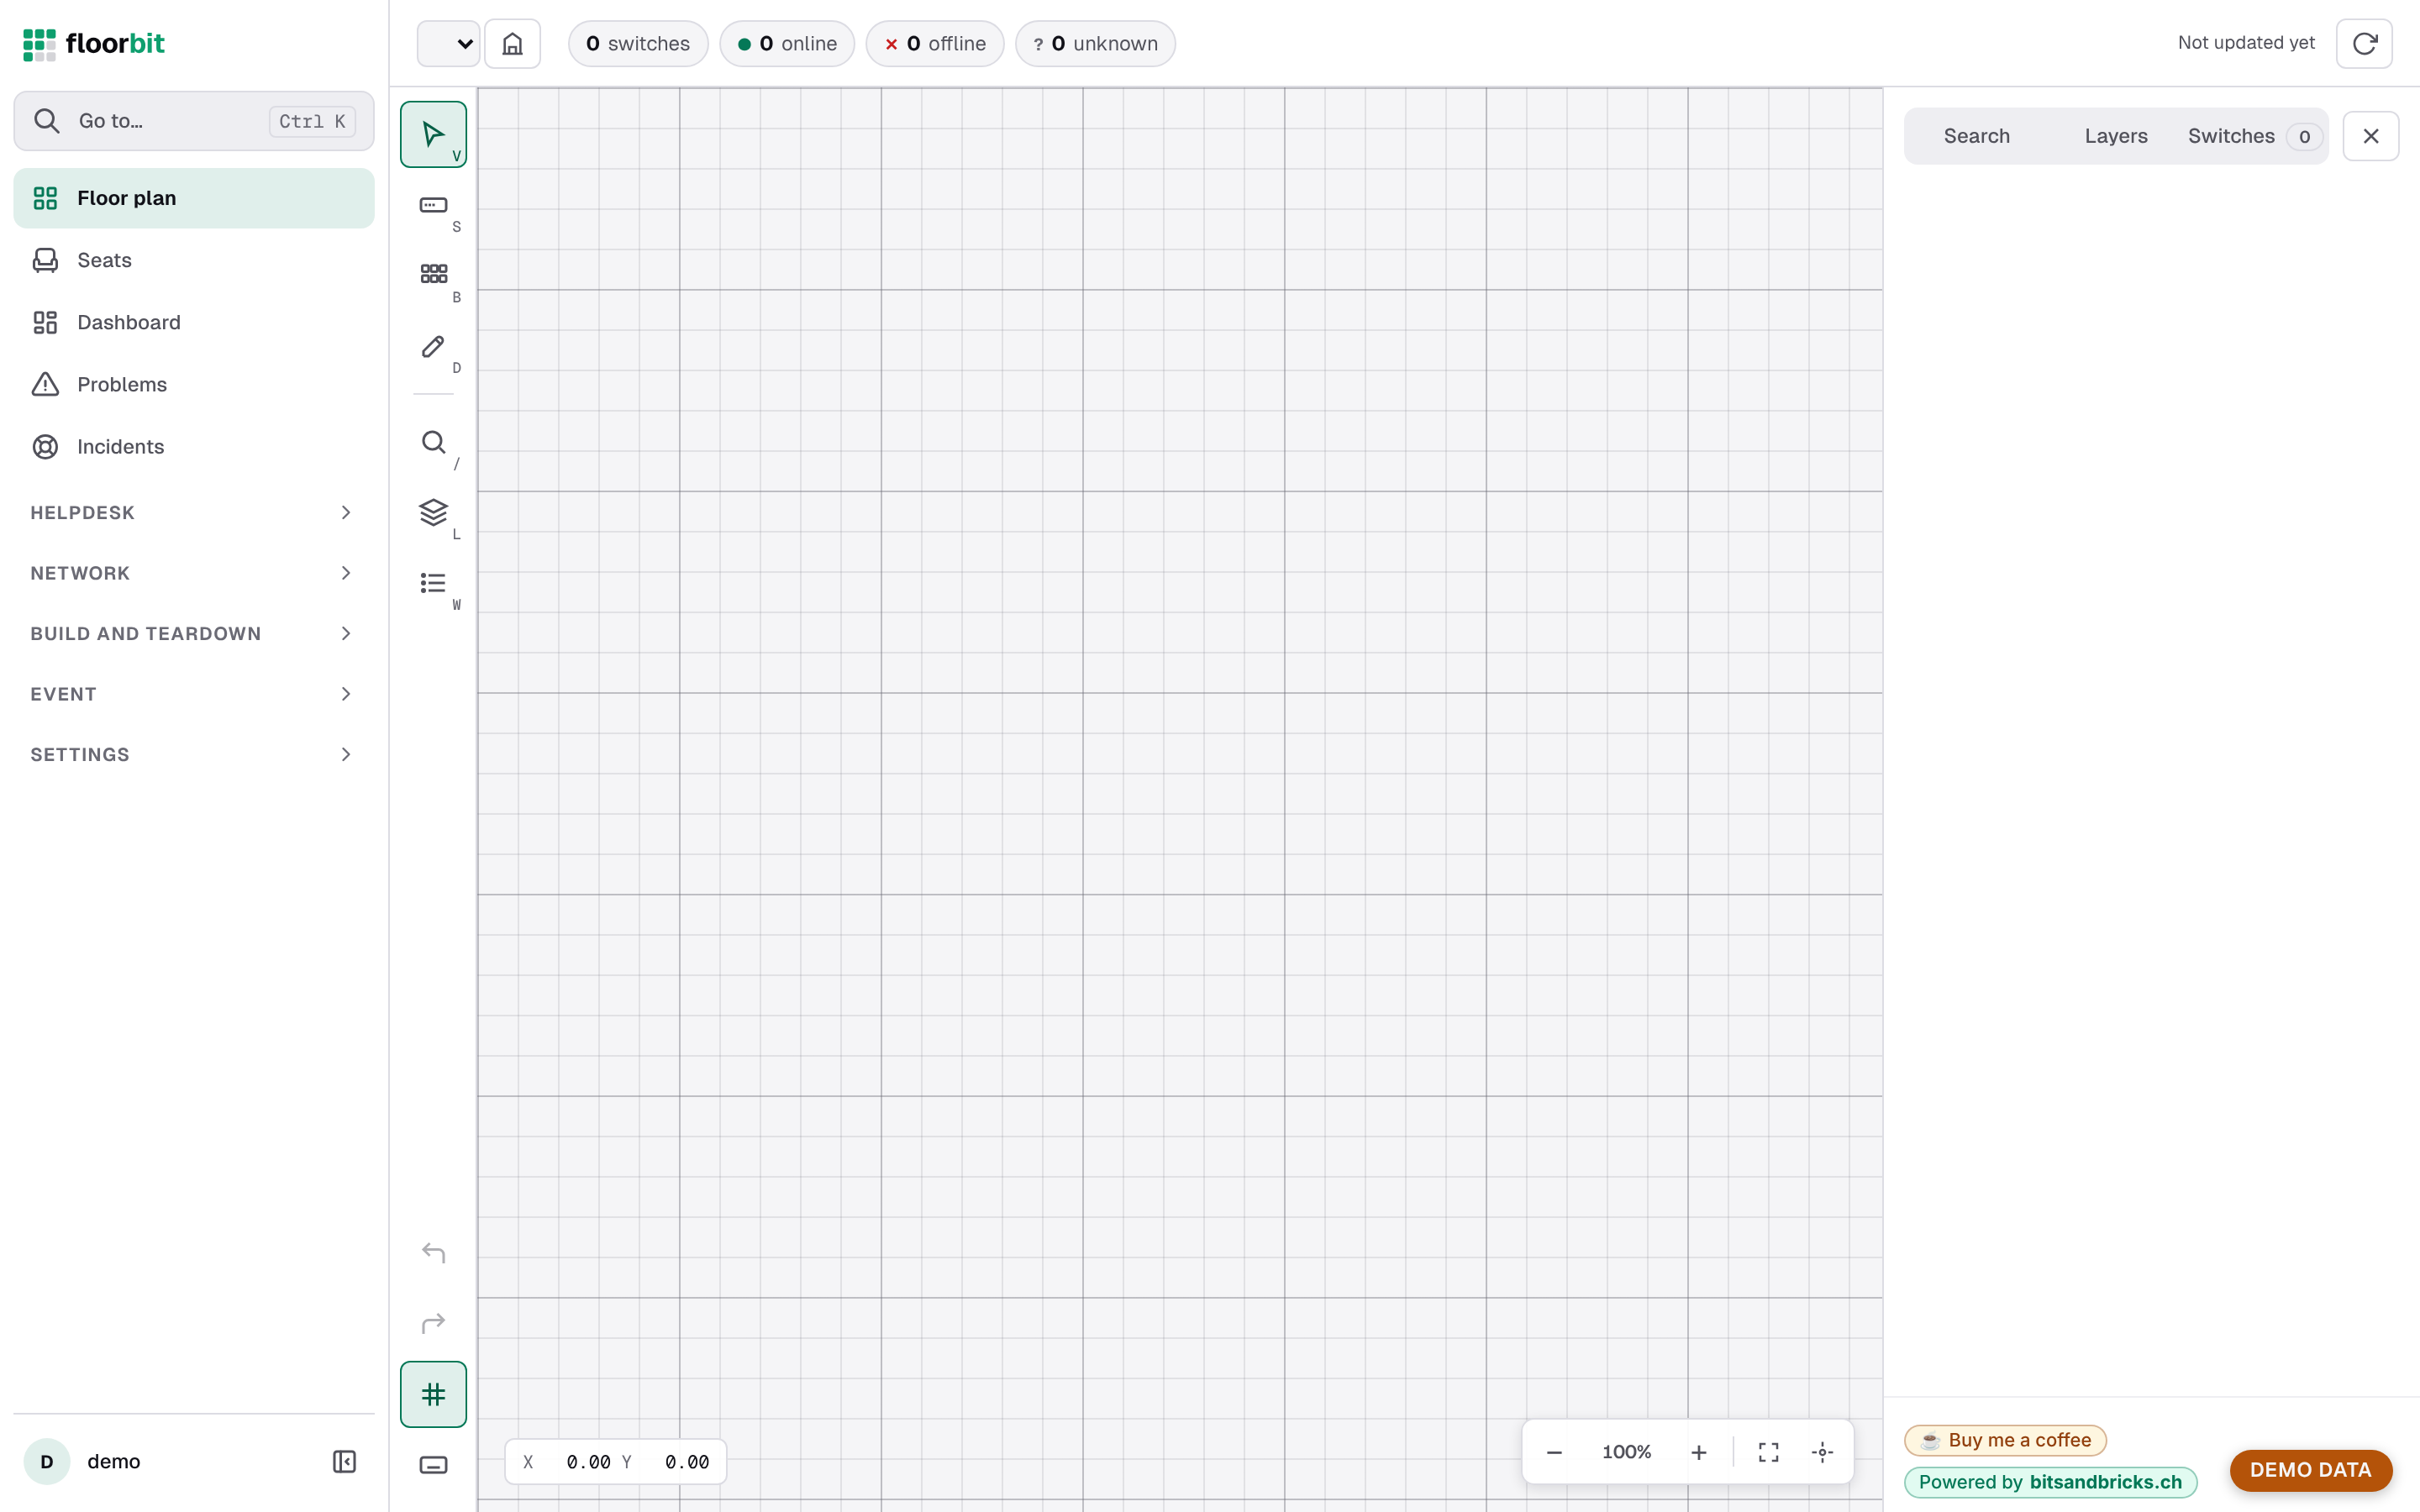 floorbit
Go to...
Ctrl K
Floor plan
Seats
Dashboard
Problems
Incidents
HELPDESK
NETWORK
BUILD AND TEARDOWN
EVENT
SETTINGS
D demo
0 switches
0 online
0 offline
? 0 unknown
Not updated yet
V
S
B
D
/
L
W
X 0.00 Y 0.00
100%
Search
Layers
Switches 0
Buy me a coffee
Powered by bitsandbricks.ch
DEMO DATA